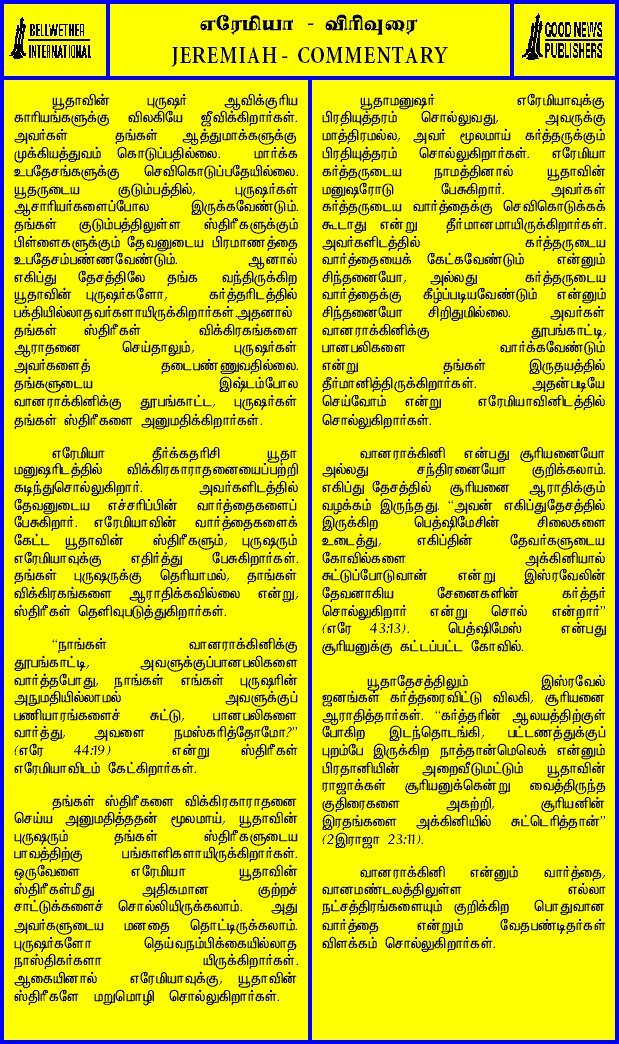 BELLWETHER
INTERNATIONAL
எரேமியா - விரிவுரை
JEREMIAH - COMMENTARY
GOOD NEWS
PUBLISHERS
யூதாவின் புருஷர் ஆவிக்குரிய
காரியங்களுக்கு விலகியே ஜீவிக்கிறார்கள்.
அவர்கள் தங்கள் ஆத்துமாக்களுக்கு
முக்கியத்துவம் கொடுப்பதில்லை. மார்க்க
உபதேசங்களுக்கு செவிகொடுப்பதேயில்லை.
யூதருடைய குடும்பத்தில், புருஷர்கள்
ஆசாரியர்களைப்போல இருக்கவேண்டும்.
தங்கள் குடும்பத்திலுள்ள ஸ்திரீகளுக்கும்
பிள்ளைகளுக்கும் தேவனுடைய பிரமாணத்தை
உபதேசம்பண்ணவேண்டும். ஆனால்
எகிப்து தேசத்திலே தங்க வந்திருக்கிற
யூதாவின் புருஷர்களோ, கர்த்தரிடத்தில்
பக்தியில்லாதவர்களாயிருக்கிறார்கள்.அதனால்
தங்கள் ஸ்திரீகள் விக்கிரகங்களை
ஆராதனை செய்தாலும், புருஷர்கள்
அவர்களைத் தடைபண்ணுவதில்லை.
தங்களுடைய இஷ்டம்போல
வானராக்கினிக்கு தூபங்காட்ட, புருஷர்கள்
தங்கள் ஸ்திரீகளை அனுமதிக்கிறார்கள்.
எரேமியா தீர்க்கதரிசி யூதா
மனுஷரிடத்தில் விக்கிரகாராதனையைப்பற்றி
கடிந்துசொல்லுகிறார். அவர்களிடத்தில்
தேவனுடைய எச்சரிப்பின் வார்த்தைகளைப்
பேசுகிறார். எரேமியாவின் வார்த்தைகளைக்
கேட்ட யூதாவின் ஸ்திரீகளும், புருஷரும்
எரேமியாவுக்கு எதிர்த்து பேசுகிறார்கள்.
தங்கள் புருஷருக்கு தெரியாமல், தாங்கள்
விக்கிரகங்களை ஆராதிக்கவில்லை என்று,
ஸ்திரீகள் தெளிவுபடுத்துகிறார்கள்.
“நாங்கள் வானராக்கினிக்கு
தூபங்காட்டி, அவளுக்குப்பானபலிகளை
வார்த்தபோது, நாங்கள் எங்கள் புருஷரின்
அநுமதியில்லாமல் அவளுக்குப்
பணியாரங்களைச் சுட்டு, பானபலிகளை
வார்த்து, அவளை நமஸ்கரித்தோமோ?”
(எரே 44:19) என்று ஸ்திரீகள்
எரேமியாவிடம் கேட்கிறார்கள்.
தங்கள் ஸ்திரீகளை விக்கிரகாராதனை
செய்ய அனுமதித்ததன் மூலமாய், யூதாவின்
புருஷரும் தங்கள் ஸ்திரீகளுடைய
பாவத்திற்கு பங்காளிகளாயிருக்கிறார்கள்.
ஒருவேளை எரேமியா யூதாவின்
ஸ்திரீகள்மீது அதிகமான குற்றச்
சாட்டுக்களைச் சொல்லியிருக்கலாம். அது
அவர்களுடைய மனதை தொட்டிருக்கலாம்.
புருஷர்களோ தெய்வநம்பிக்கையில்லாத
நாஸ்திகர்களா யிருக்கிறார்கள்.
ஆகையினால் எரேமியாவுக்கு, யூதாவின்
ஸ்திரீகளே மறுமொழி சொல்லுகிறார்கள்.
யூதாமனுஷர் எரேமியாவுக்கு
பிரதியுத்தரம் சொல்லுவது, அவருக்கு
மாத்திரமல்ல, அவர் மூலமாய் கர்த்தருக்கும்
பிரதியுத்தரம் சொல்லுகிறார்கள். எரேமியா
கர்த்தருடைய நாமத்தினால் யூதாவின்
மனுஷரோடு பேசுகிறார். அவர்கள்
கர்த்தருடைய வார்த்தைக்கு செவிகொடுக்கக்
கூடாது என்று தீர்மானமாயிருக்கிறார்கள்.
அவர்களிடத்தில் கர்த்தருடைய
வார்த்தையைக் கேட்கவேண்டும் என்னும்
சிந்தனையோ, அல்லது கர்த்தருடைய
வார்த்தைக்கு கீழ்ப்படியவேண்டும் என்னும்
சிந்தனையோ சிறிதுமில்லை. அவர்கள்
வானராக்கினிக்கு தூபங்காட்டி,
பானபலிகளை வார்க்கவேண்டும்
என்று தங்கள் இருதயத்தில்
தீர்மானித்திருக்கிறார்கள். அதன்படியே
செய்வோம் என்று எரேமியாவினிடத்தில்
சொல்லுகிறார்கள்.
வானராக்கினி என்பது சூரியனையோ
அல்லது சந்திரனையோ குறிக்கலாம்.
எகிப்து தேசத்தில் சூரியனை ஆராதிக்கும்
வழக்கம் இருந்தது. “அவன் எகிப்துதேசத்தில்
இருக்கிற பெத்ஷிமேசின் சிலைகளை
உடைத்து, எகிப்தின் தேவர்களுடைய
கோவில்களை அக்கினியால்
சுட்டுப்போடுவான் என்று இஸ்ரவேலின்
தேவனாகிய சேனைகளின் கர்த்தர்
சொல்லுகிறார் என்று சொல் என்றார்”
(எரே 43:13). பெத்ஷிமேஸ் என்பது
சூரியனுக்கு கட்டப்பட்ட கோவில்.
யூதாதேசத்திலும் இஸ்ரவேல்
ஜனங்கள் கர்த்தரைவிட்டு விலகி, சூரியனை
ஆராதித்தார்கள். “கர்த்தரின் ஆலயத்திற்குள்
போகிற இடந்தொடங்கி, பட்டணத்துக்குப்
புறம்பே இருக்கிற நாத்தான்மெலெக் என்னும்
பிரதானியின் அறைவீடுமட்டும் யூதாவின்
ராஜாக்கள் சூரியனுக்கென்று வைத்திருந்த
குதிரைகளை அகற்றி, சூரியனின்
இரதங்களை அக்கினியில் சுட்டெரித்தான்”
(2இராஜா 23:11).
வானராக்கினி என்னும் வார்த்தை,
வானமண்டலத்திலுள்ள எல்லா
நட்சத்திரங்களையும் குறிக்கிற பொதுவான
வார்த்தை என்றும் வேதபண்டிதர்கள்
விளக்கம் சொல்லுகிறார்கள்.